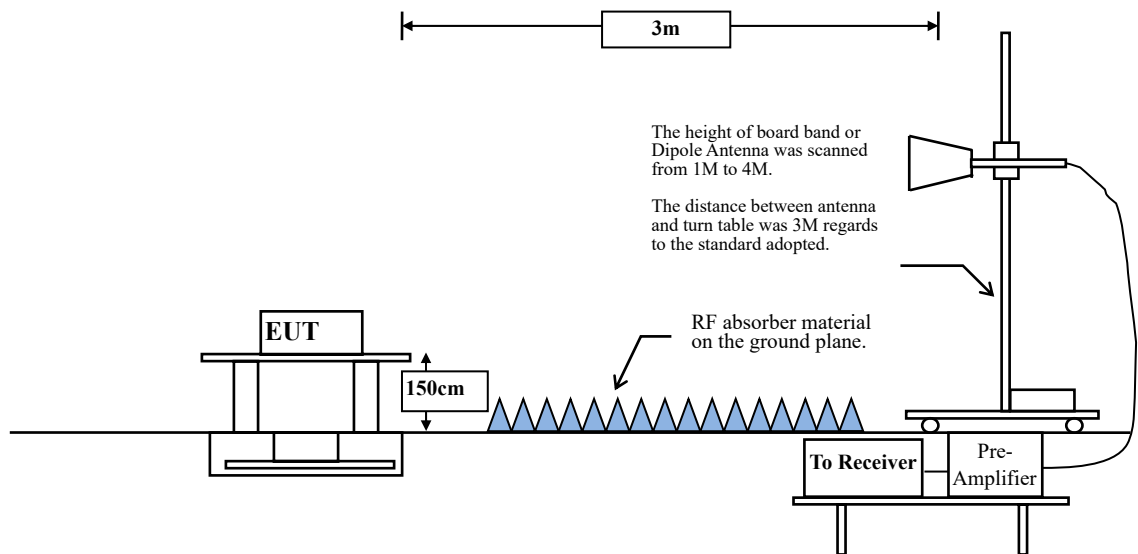 3m
The height of board band or
Dipole Antenna was scanned
from 1M to 4M.
The distance between antenna
and turn table was 3M regards
to the standard adopted.
EUT
RF absorber material
on the ground plane.
150cm
To Receiver
Pre-
Amplifier